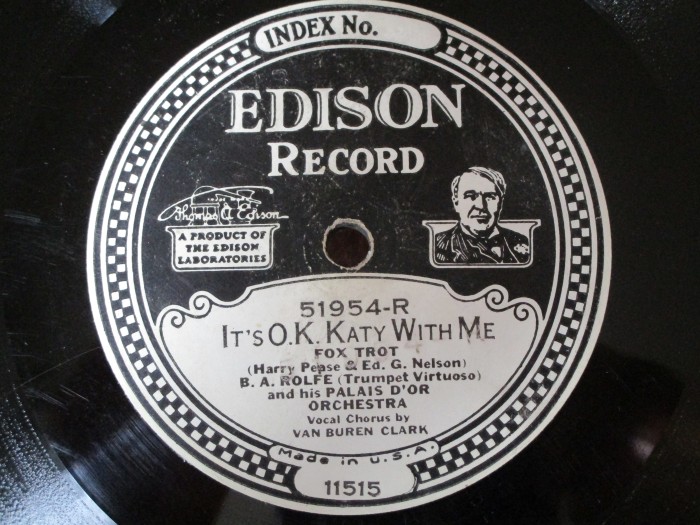 INDEX No.
EDISON
RECORD
Thomas A Edison
A PRODUCT OF
THE EDISON
LABORATORIES
51954-R
IT'S O.K. KATY WITH ME
FOX TROT
(Harry Pease & Ed. G. Nelson)
B. A. ROLFE (Trumpet Virtuoso)
and his PALAIS D'OR
ORCHESTRA
Vocal Chorus by
VAN BUREN CLARK
Made in U.S.A.
11515